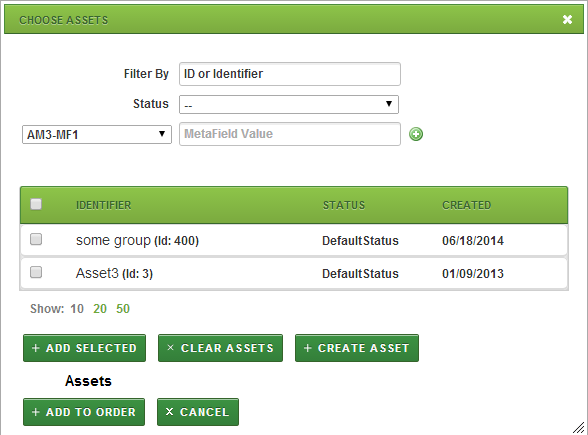 CHOOSE ASSETS
Filter By ID or Identifier
Status --
AM3-MF1 MetaField Value
IDENTIFIER STATUS CREATED
some group (Id: 400) DefaultStatus 06/18/2014
Asset3 (Id: 3) DefaultStatus 01/09/2013
Show: 10 20 50
+ ADD SELECTED × CLEAR ASSETS + CREATE ASSET
Assets
+ ADD TO ORDER × CANCEL